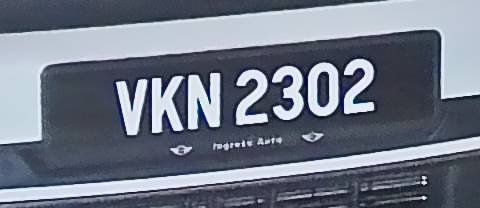 VKN 2302
Ingress Auto